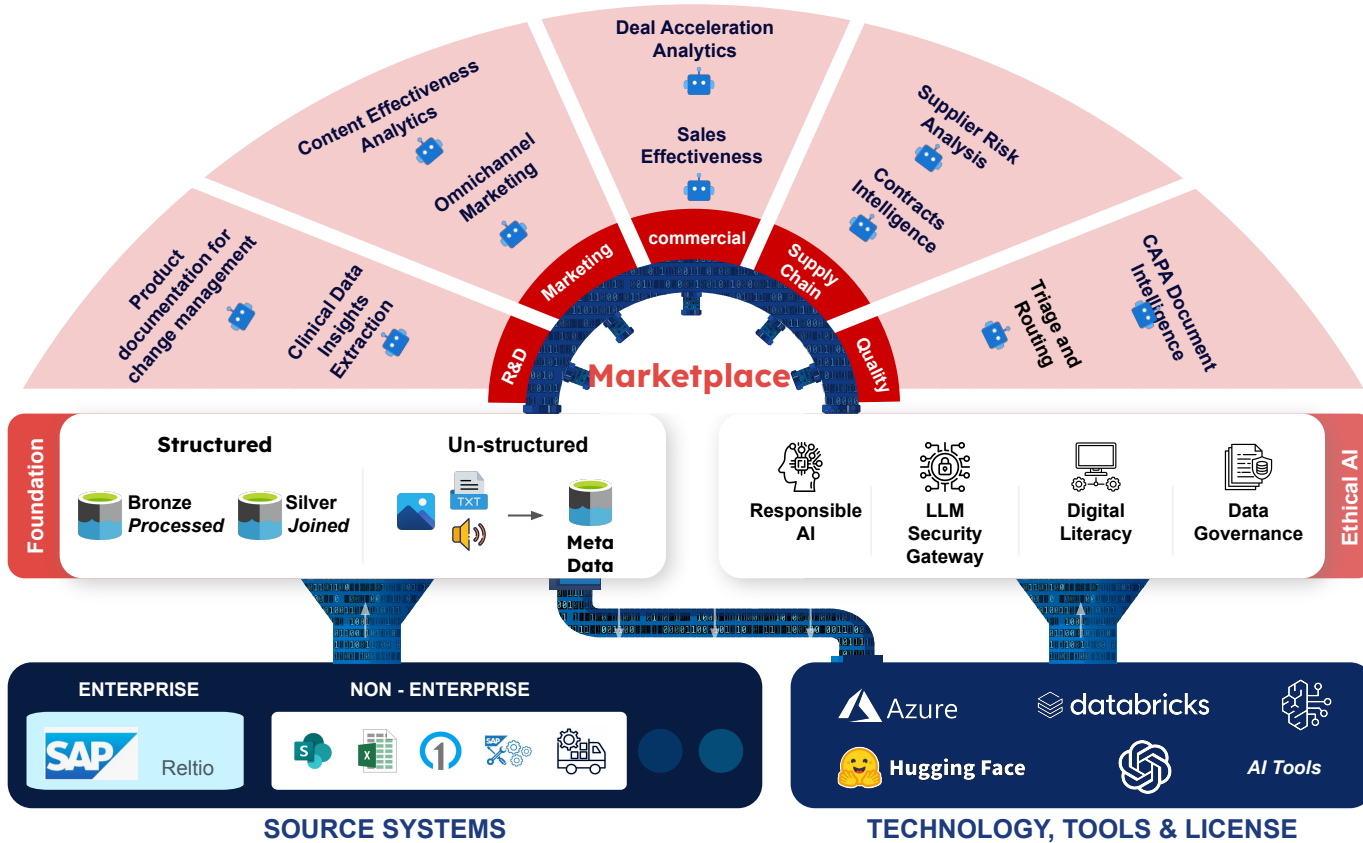 Deal Acceleration
Analytics
Sales
Effectiveness
Content Effectiveness
Analytics
Omnichannel
Marketing
Supplier Risk
Analysis
Contracts
Intelligence
Product
documentation for
change management
Clinical Data
Insights
Extraction
Triage and
Routing
CAPA Document
Intelligence
R&D
Marketing
commercial
Supply
Chain
Quality
Marketplace
Foundation
Structured
Bronze
Processed
Silver
Joined
Un-structured
TXT
Meta
Data
Responsible
AI
LLM
Security
Gateway
Digital
Literacy
Data
Governance
Ethical AI
ENTERPRISE
SAP
Reltio
NON - ENTERPRISE
S
X
1
SAP
Azure
databricks
Hugging Face
AI Tools
SOURCE SYSTEMS
TECHNOLOGY, TOOLS & LICENSE